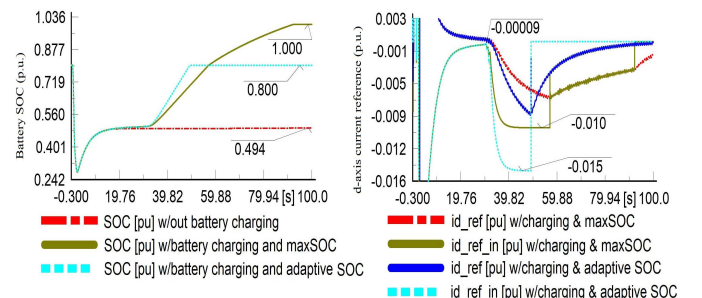 1.036
0.877
0.719
0.560
0.401
0.242
Battery SOC (p.u.)
1.000
0.800
0.494
-0.300 19.76 39.82 59.88 79.94 [s] 100.0
SOC [pu] w/out battery charging
SOC [pu] w/battery charging and maxSOC
SOC [pu] w/battery charging and adaptive SOC
0.003
-0.001
-0.005
-0.009
-0.012
-0.016
d-axis current reference (p.u.)
-0.00009
-0.010
-0.015
-0.300 19.76 39.82 59.88 79.94 [s] 100.0
id_ref [pu] w/charging & maxSOC
id_ref_in [pu] w/charging & maxSOC
id_ref [pu] w/charging & adaptive SOC
id_ref_in [pu] w/charging & adaptive SOC